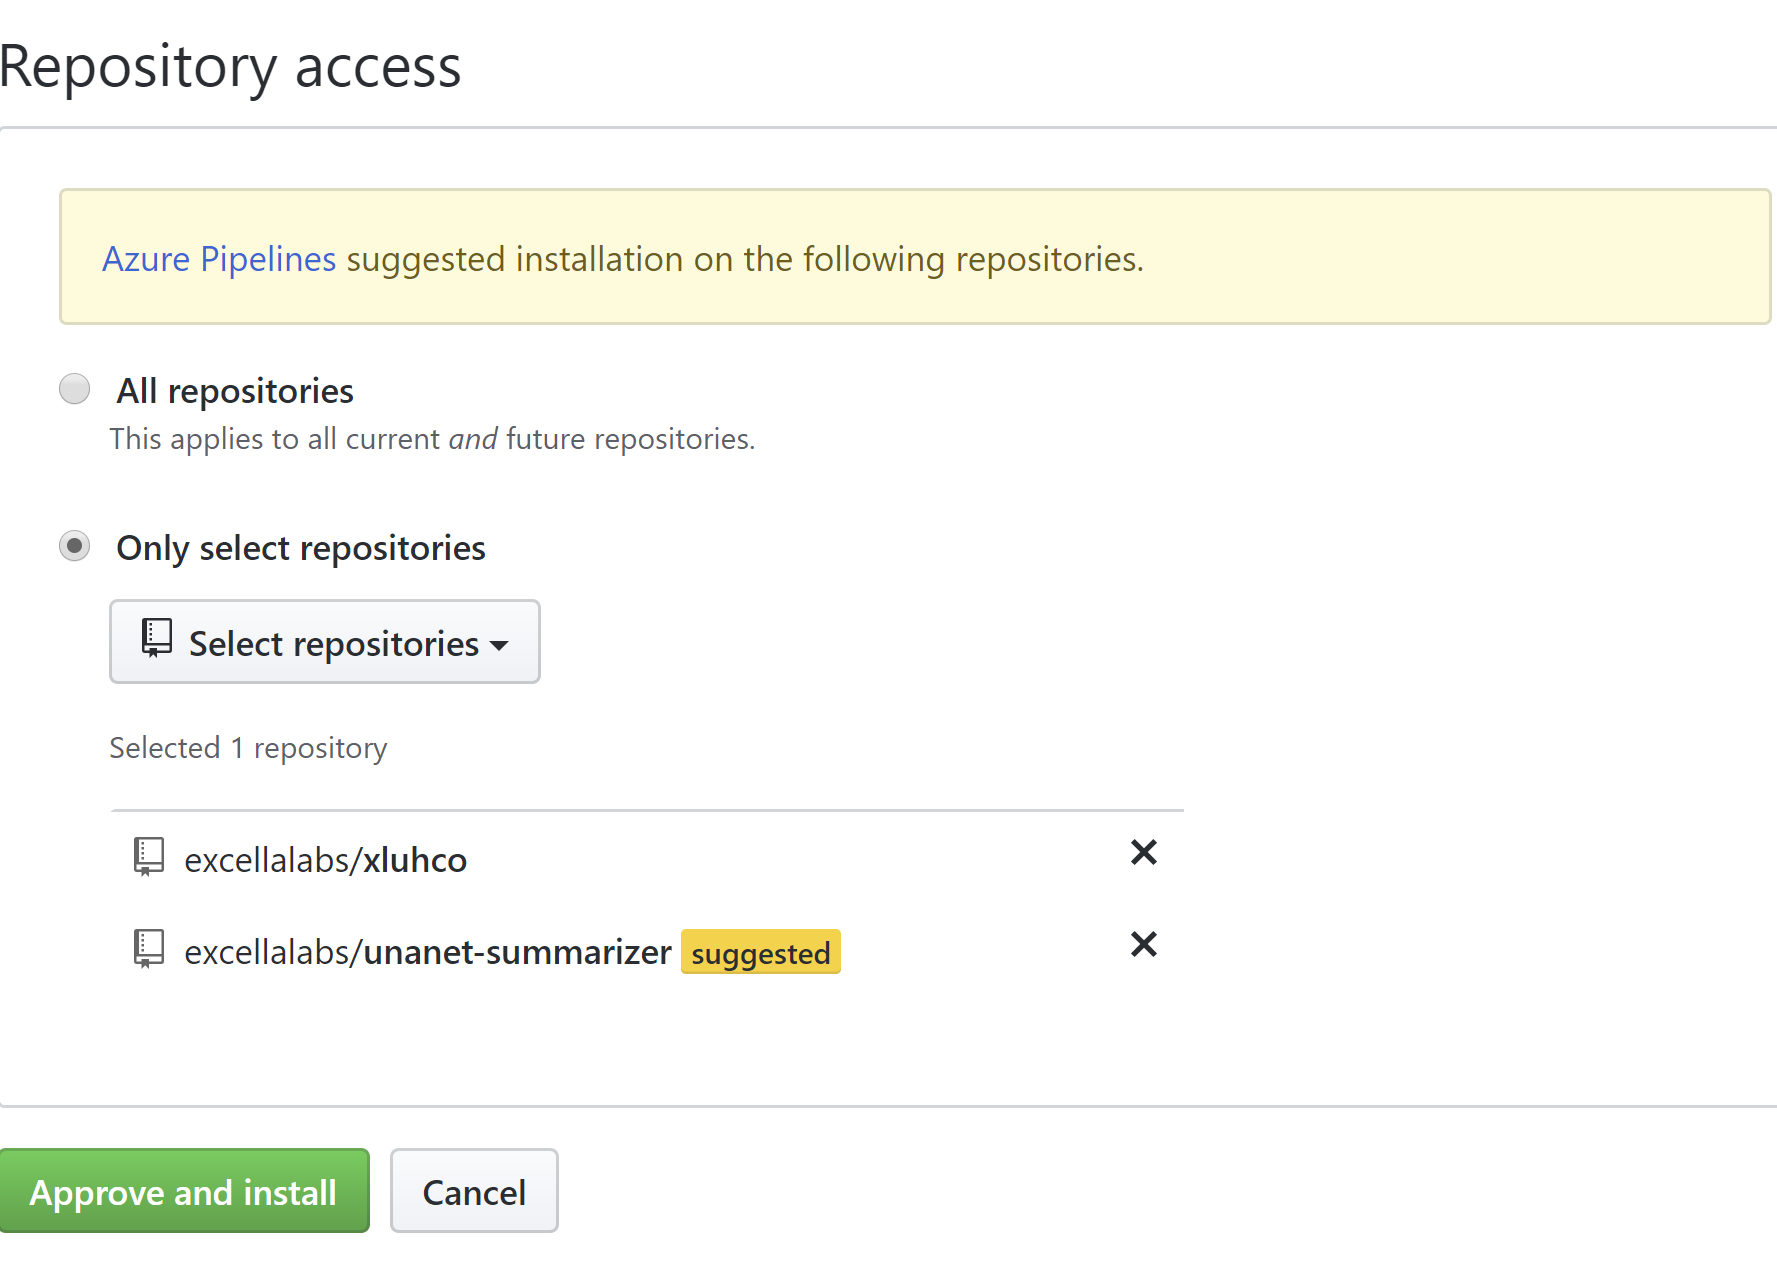 Repository access
Azure Pipelines suggested installation on the following repositories.
All repositories
This applies to all current and future repositories.
Only select repositories
Select repositories
Selected 1 repository
excellalabs/xluhco
excellalabs/unanet-summarizer suggested
Approve and install Cancel